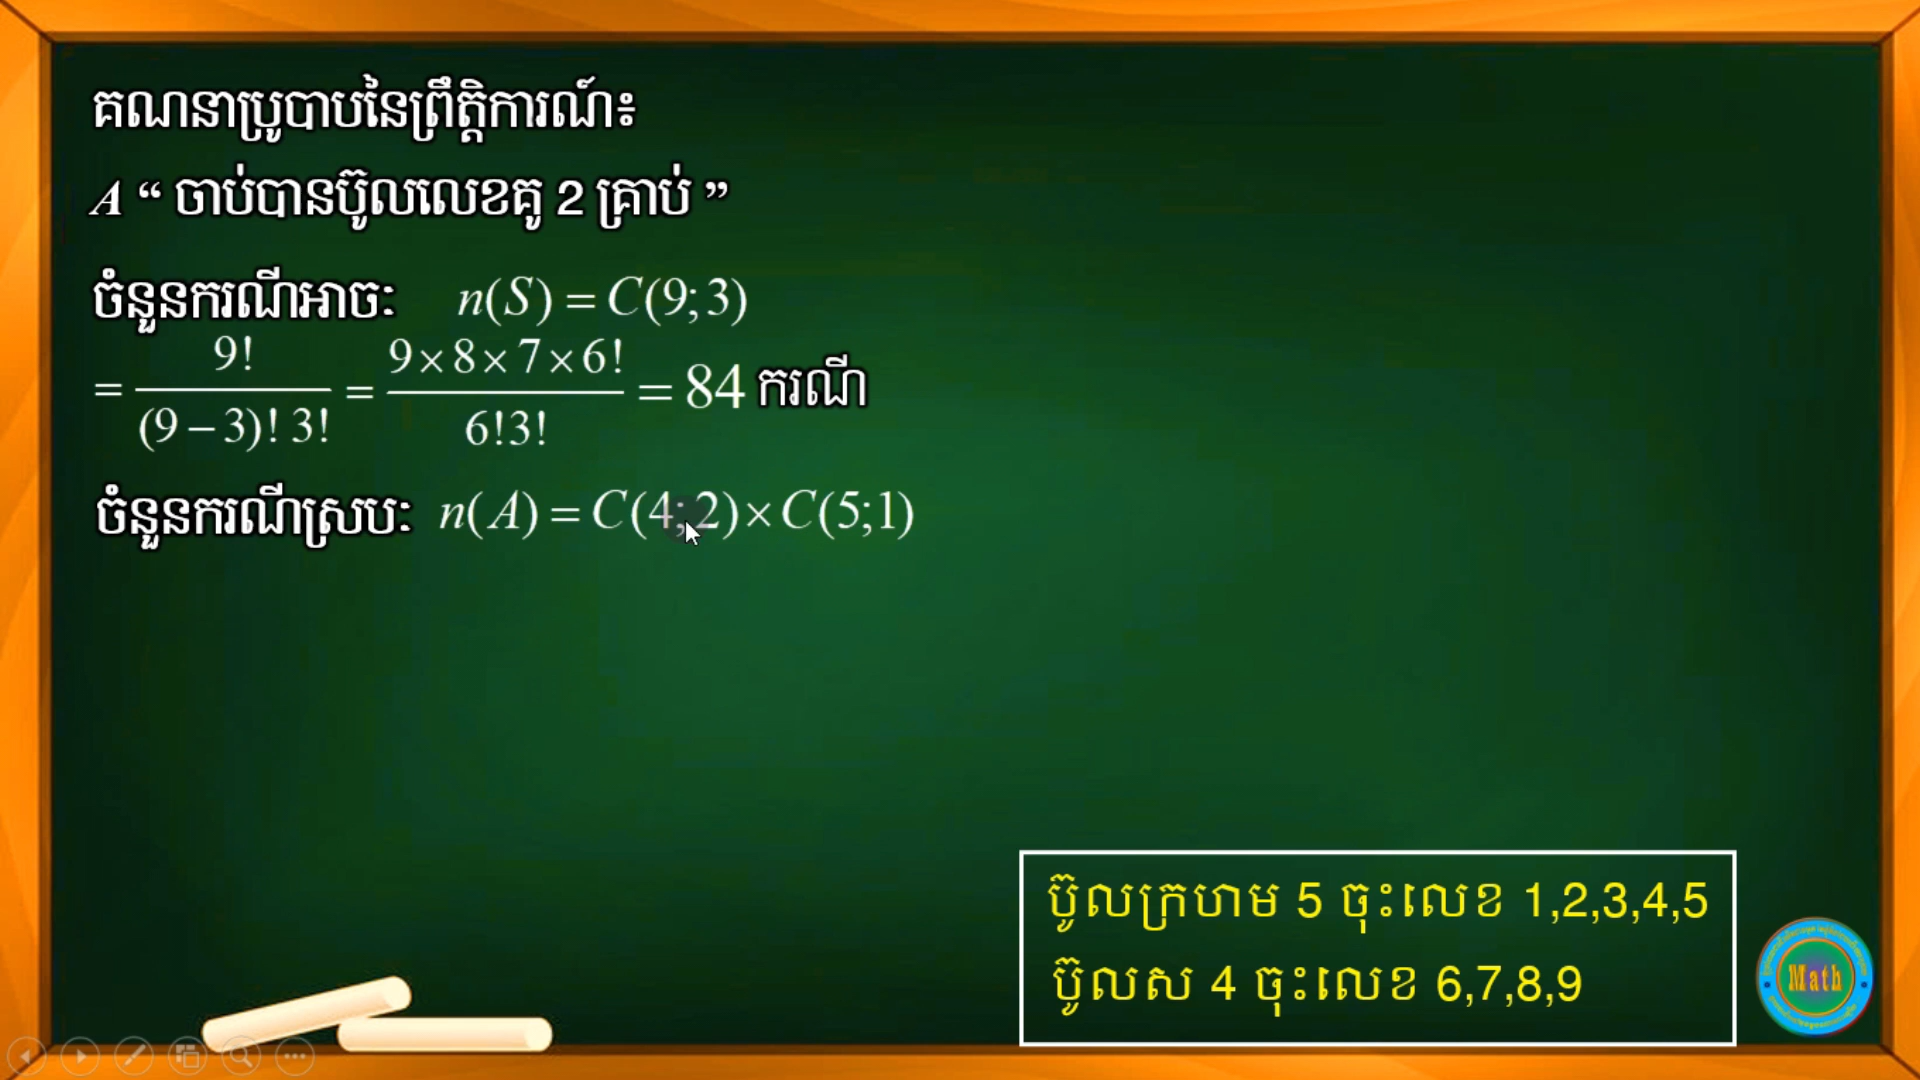 គណនាប្រូបាបនៃព្រឹត្តិការណ៍៖
A “ ចាប់បានប៊ូលលេខគូ 2 គ្រាប់ ”
ចំនួនករណីអាចៈ n(S) = C(9;3)
= 9! / (9−3)! 3! = 9×8×7×6! / 6!3! = 84 ករណី
ចំនួនករណីស្របៈ n(A) = C(4;2)×C(5;1)
ប៊ូលក្រហម 5 ចុះលេខ 1,2,3,4,5
ប៊ូលស 4 ចុះលេខ 6,7,8,9
Math